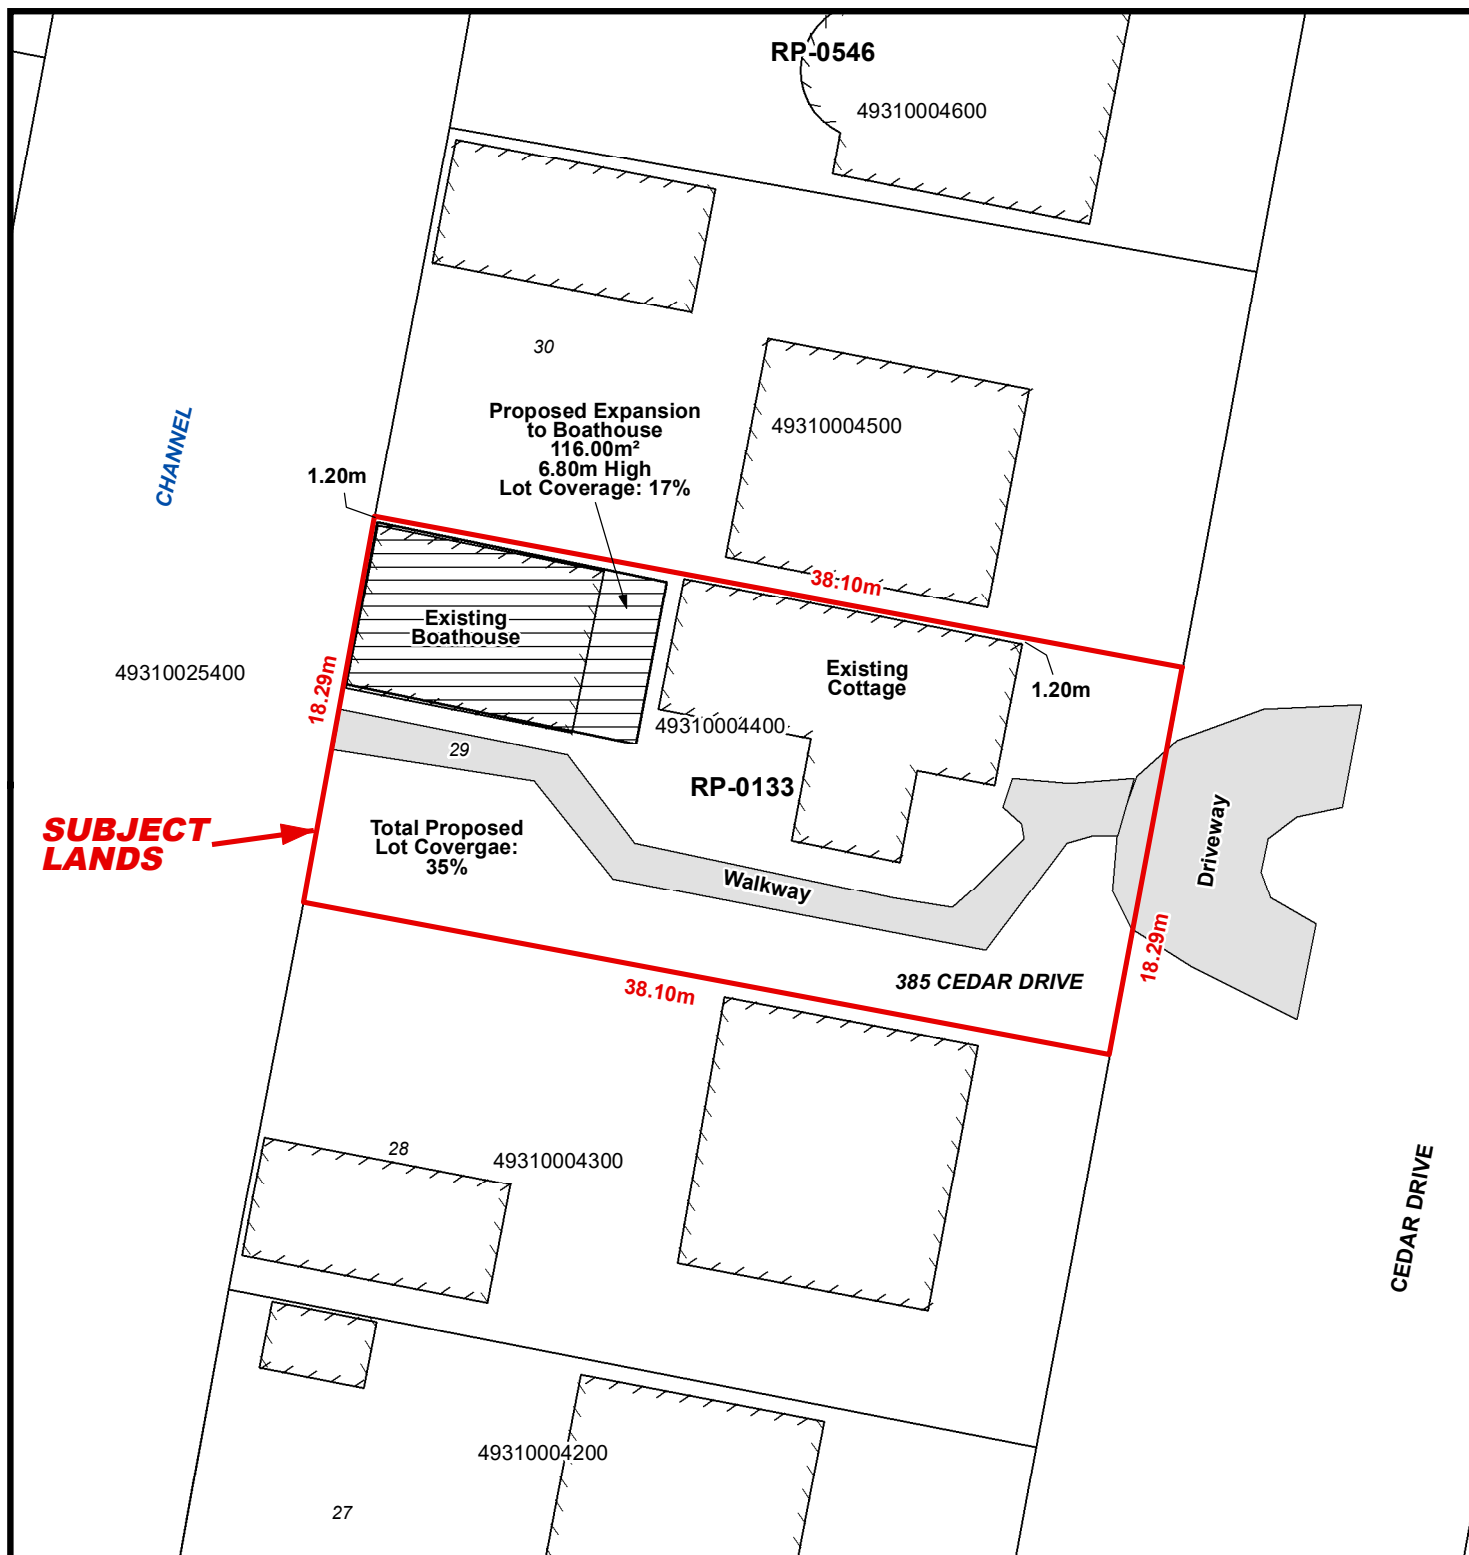 RP-0546
49310004600
30
CHANNEL
Proposed Expansion
to Boathouse
116.00m²
6.80m High
Lot Coverage: 17%
49310004500
1.20m
38.10m
Existing
Boathouse
Existing
Cottage
1.20m
49310025400
18.29m
49310004400
29
RP-0133
SUBJECT
LANDS
Total Proposed
Lot Covergae:
35%
Walkway
Driveway
18.29m
385 CEDAR DRIVE
38.10m
28
49310004300
CEDAR DRIVE
49310004200
27